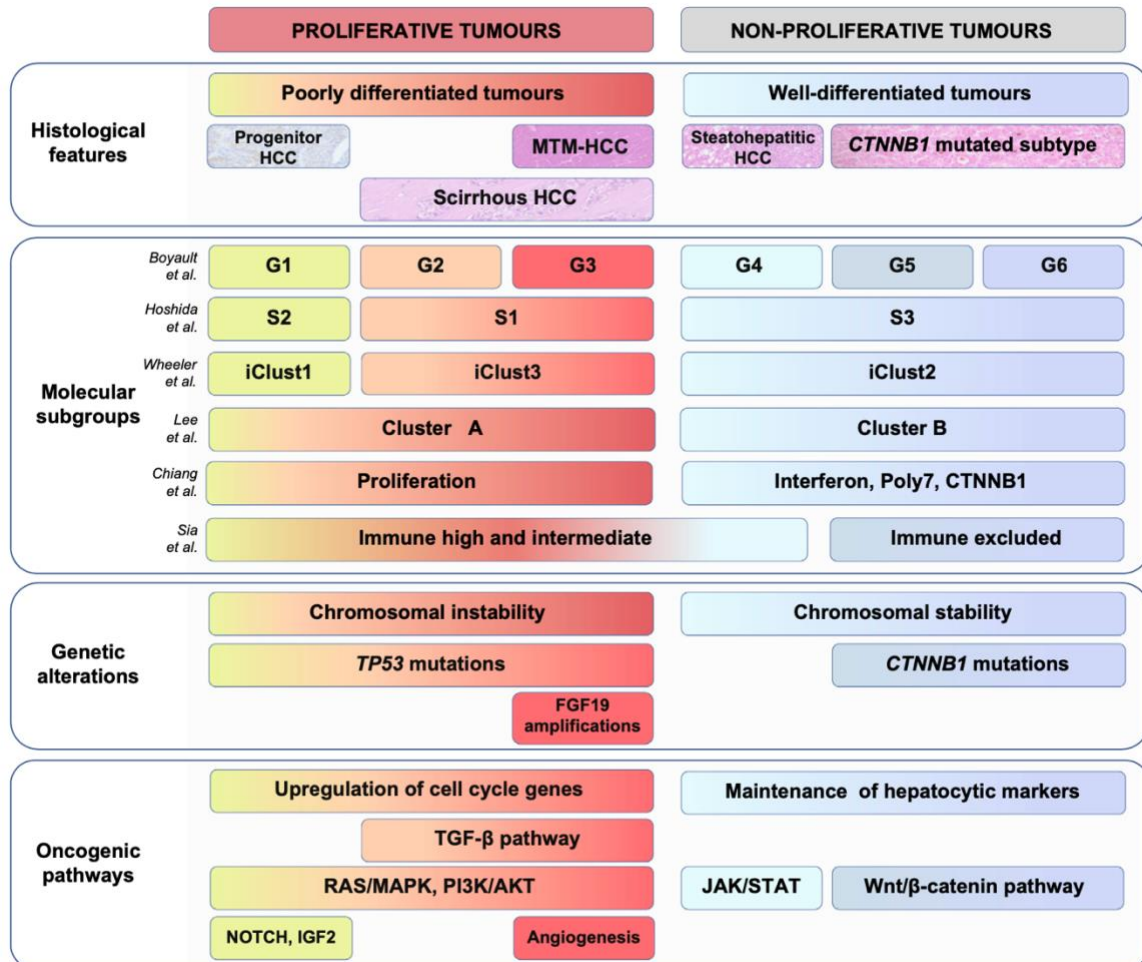 PROLIFERATIVE TUMOURS
NON-PROLIFERATIVE TUMOURS
Histological
features
Poorly differentiated tumours
Well-differentiated tumours
Progenitor
HCC
MTM-HCC
Steatohepatitic
HCC
CTNNB1 mutated subtype
Scirrhous HCC
Molecular
subgroups
Boyault
et al.
G1
G2
G3
G4
G5
G6
Hoshida
et al.
S2
S1
S3
Wheeler
et al.
iClust1
iClust3
iClust2
Lee
et al.
Cluster A
Cluster B
Chiang
et al.
Proliferation
Interferon, Poly7, CTNNB1
Sia
et al.
Immune high and intermediate
Immune excluded
Genetic
alterations
Chromosomal instability
Chromosomal stability
TP53 mutations
CTNNB1 mutations
FGF19
amplifications
Oncogenic
pathways
Upregulation of cell cycle genes
Maintenance of hepatocytic markers
TGF-β pathway
RAS/MAPK, PI3K/AKT
JAK/STAT
Wnt/β-catenin pathway
NOTCH, IGF2
Angiogenesis